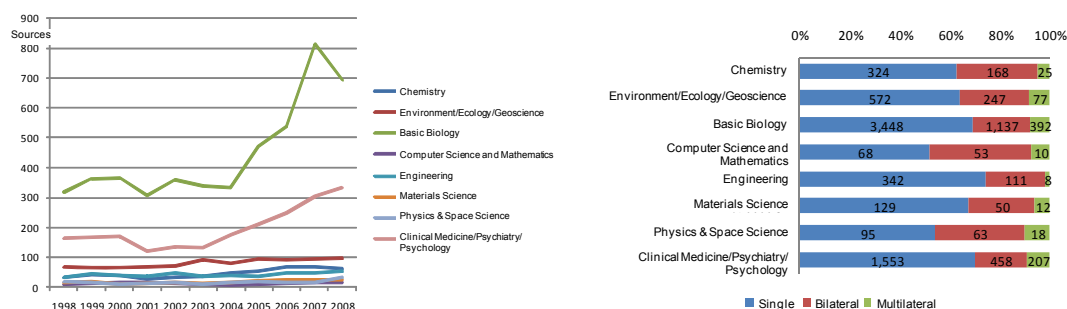 900
Sources
800
700
600
500
400
300
200
100
0
1998 1999 2000 2001 2002 2003 2004 2005 2006 2007 2008
Chemistry
Environment/Ecology/Geoscience
Basic Biology
Computer Science and Mathematics
Engineering
Materials Science
Physics & Space Science
Clinical Medicine/Psychiatry/
Psychology
0% 20% 40% 60% 80% 100%
Chemistry 324 168 25
Environment/Ecology/Geoscience 572 247 77
Basic Biology 3,448 1,137 392
Computer Science and
Mathematics 68 53 10
Engineering 342 111 8
Materials Science 129 50 12
Physics & Space Science 95 63 18
Clinical Medicine/Psychiatry/
Psychology 1,553 458 207
Single Bilateral Multilateral